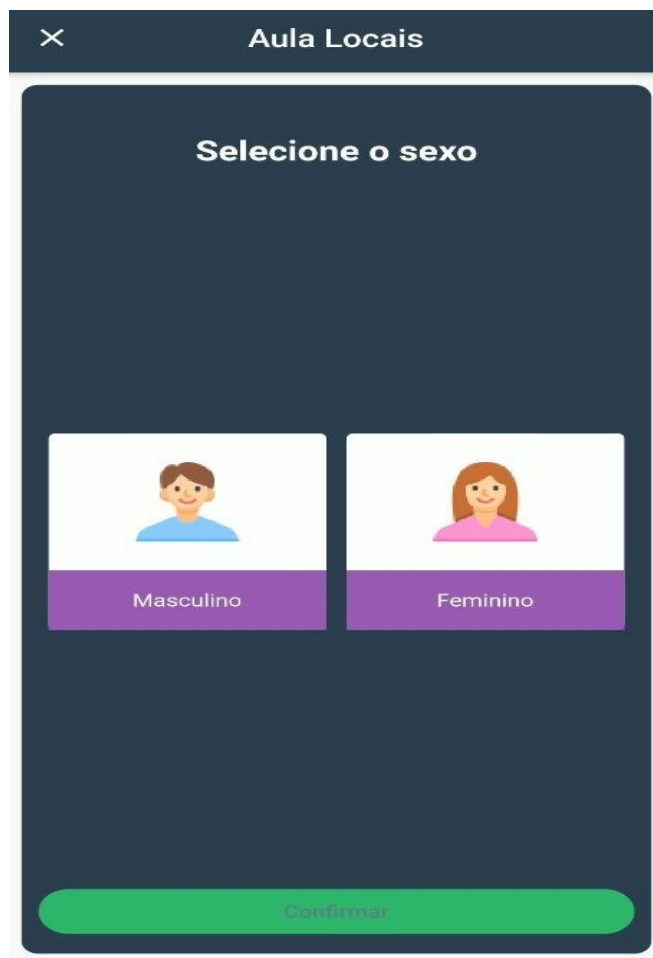 Aula Locais
Selecione o sexo
Masculino
Feminino
Confirmar